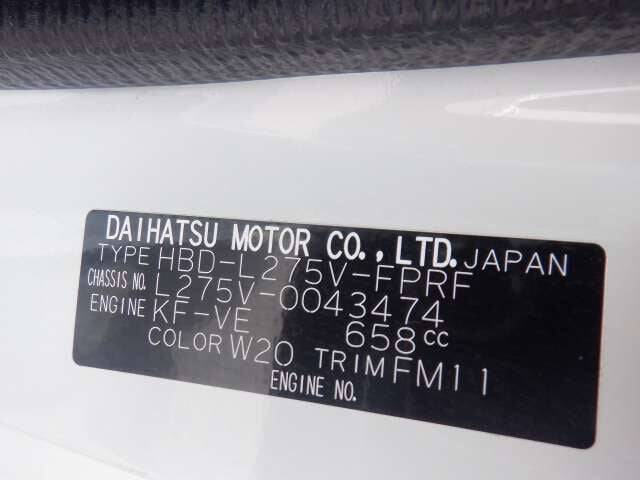 DAIHATSU MOTOR CO., LTD. JAPAN
TYPE HBD-L275V-FPRF
CHASSIS NO. L275V-0043474
ENGINE KF-VE 658cc
COLOR W20 TRIM FM11
ENGINE NO.